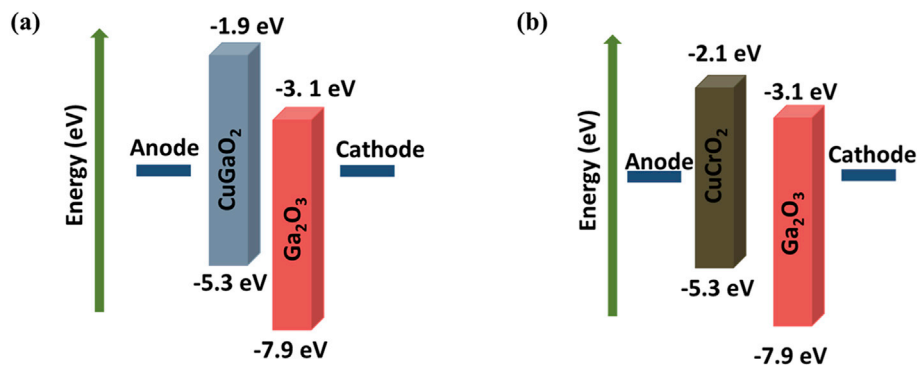 (a)
-1.9 eV
-3. 1 eV
Energy (eV)
Anode
CuGaO₂
Ga₂O₃
Cathode
-5.3 eV
-7.9 eV
(b)
-2.1 eV
-3.1 eV
Energy (eV)
Anode
CuCrO₂
Ga₂O₃
Cathode
-5.3 eV
-7.9 eV